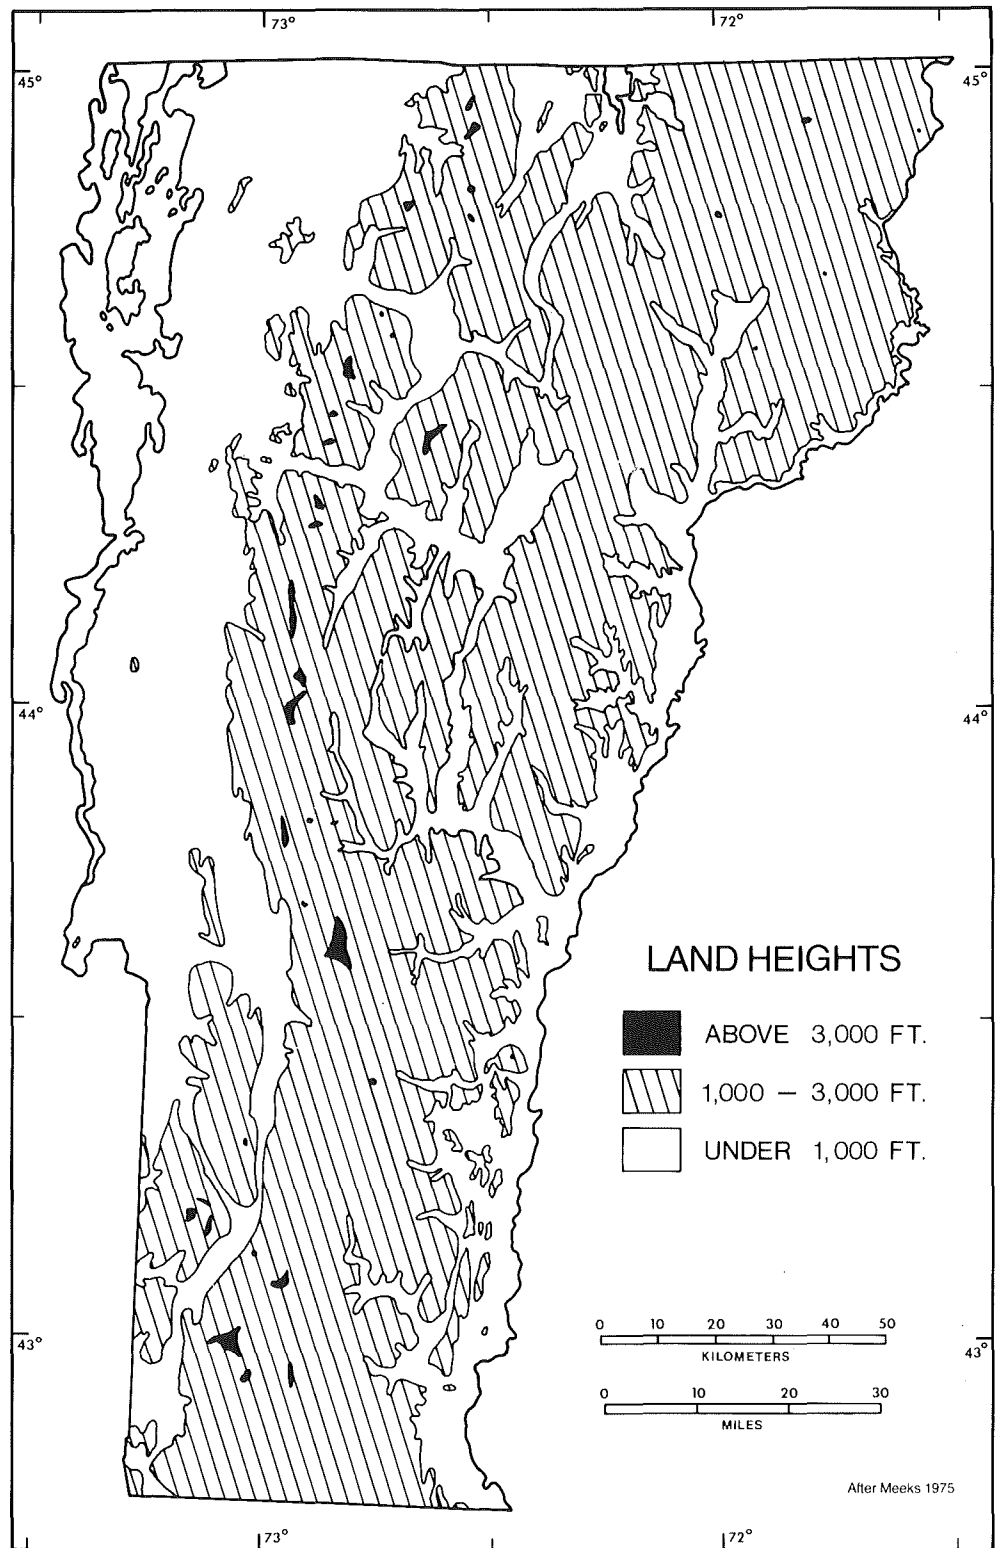 73° 72°
45° 45°
44° 44°
LAND HEIGHTS
ABOVE 3,000 FT.
1,000 – 3,000 FT.
UNDER 1,000 FT.
0 10 20 30 40 50
KILOMETERS
43° 43°
0 10 20 30
MILES
After Meeks 1975
73° 72°